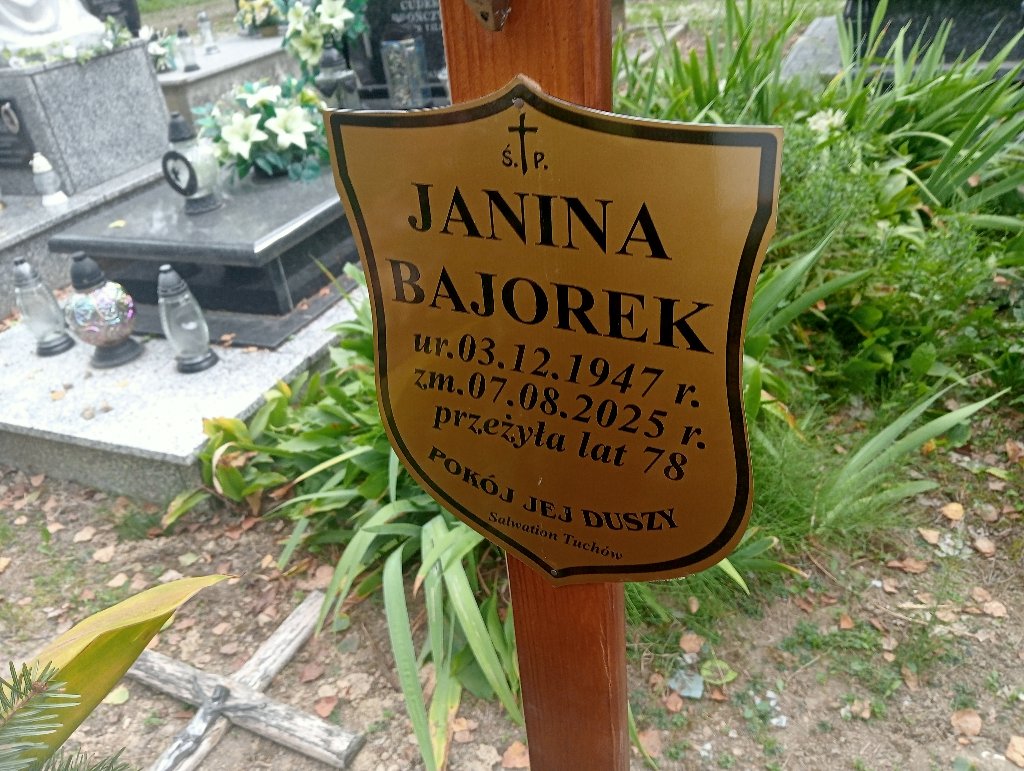 Ś. P.
JANINA
BAJOREK
ur.03.12.1947 r.
zm.07.08.2025 r.
przeżyła lat 78
POKÓJ JEJ DUSZY
Salwation Tuchów